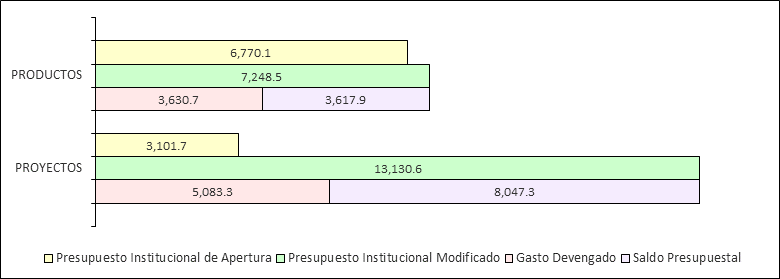 6,770.1
PRODUCTOS
7,248.5
3,630.7 3,617.9
3,101.7
PROYECTOS
13,130.6
5,083.3 8,047.3
Presupuesto Institucional de Apertura Presupuesto Institucional Modificado Gasto Devengado Saldo Presupuestal